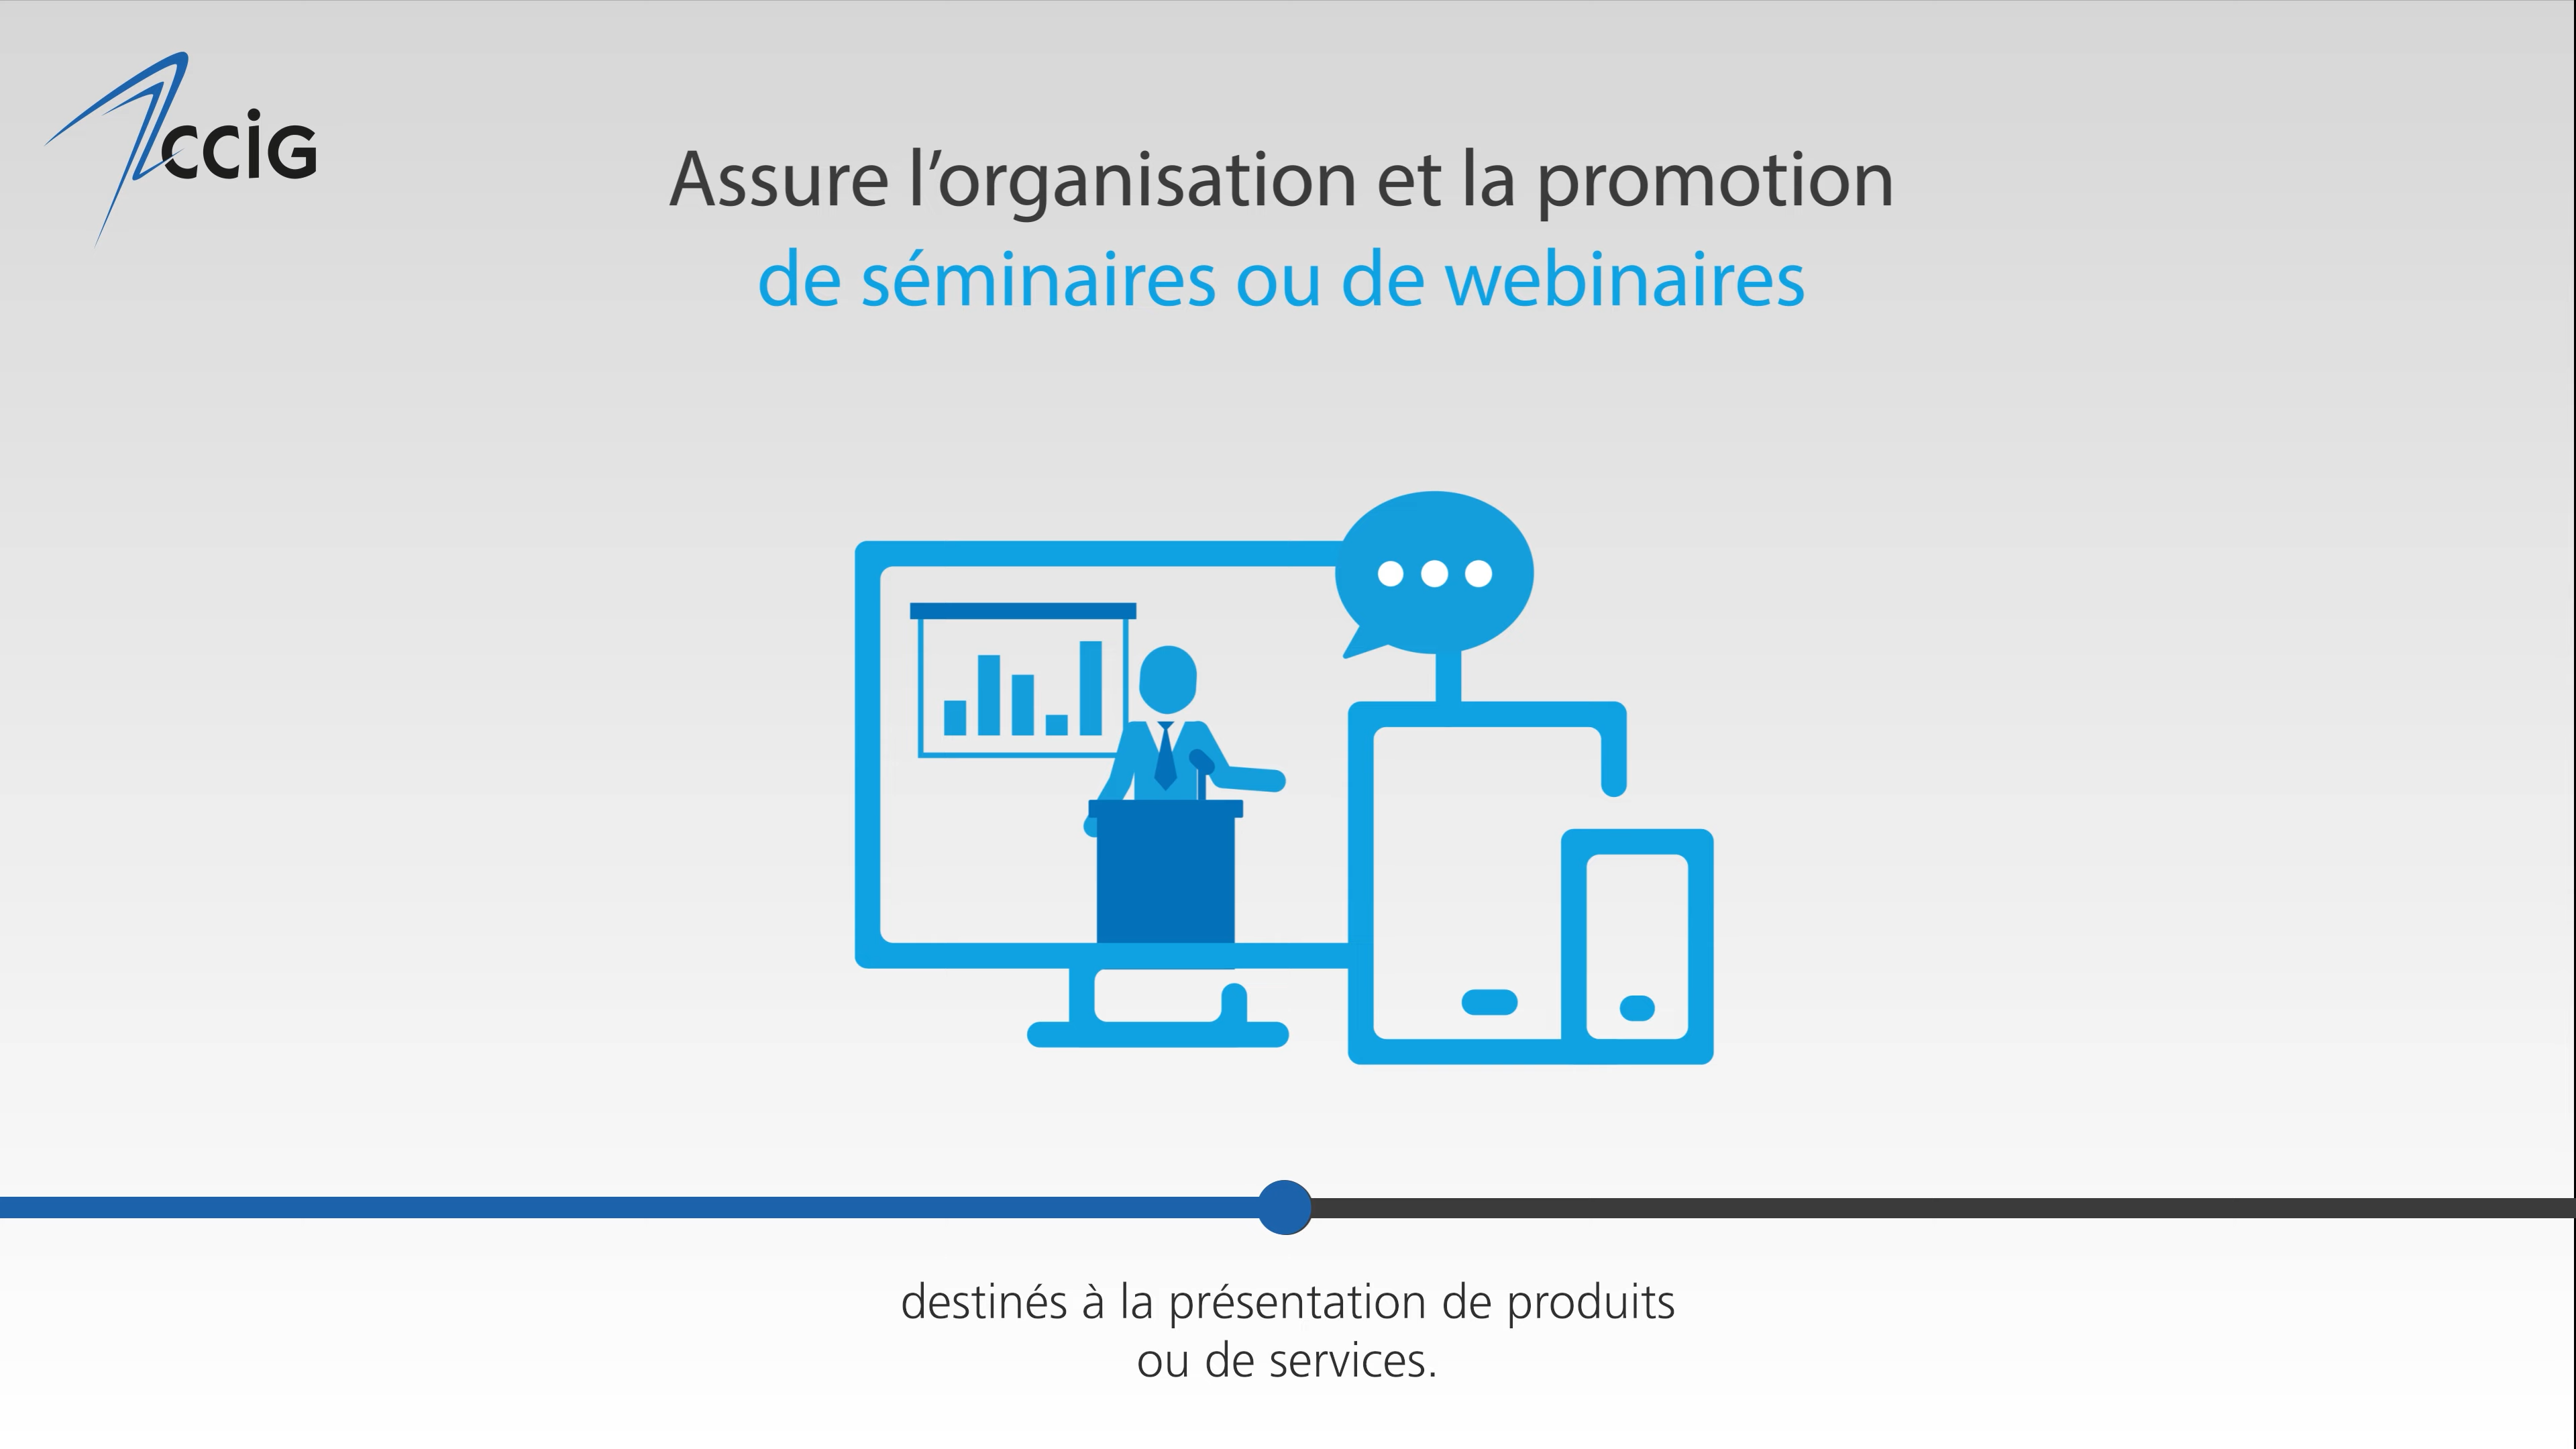 ccig
Assure l’organisation et la promotion
de séminaires ou de webinaires
destinés à la présentation de produits
ou de services.